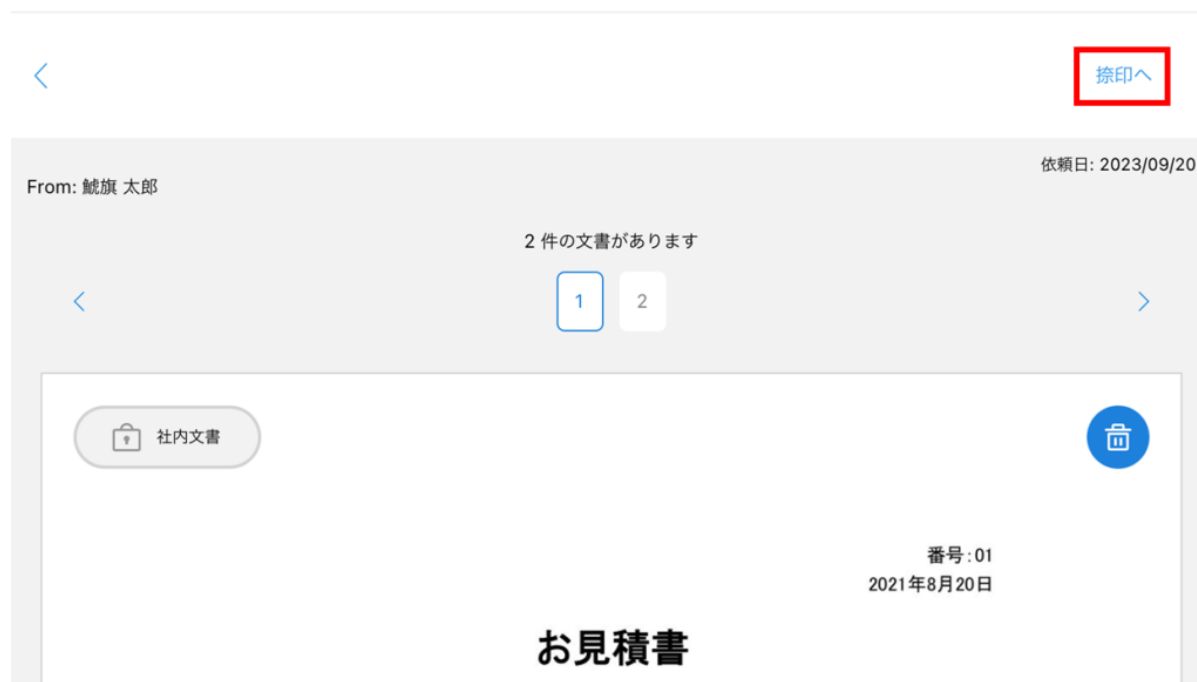 捺印へ
依頼日: 2023/09/20
From: 鯱旗 太郎
2 件の文書があります
1 2
社内文書
番号:01
2021年8月20日
お見積書